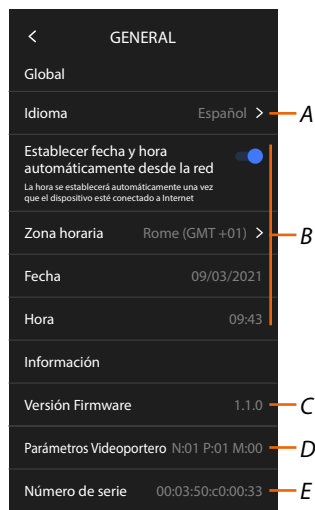 GENERAL
Global
Idioma Español A
Establecer fecha y hora
automáticamente desde la red
La hora se establecerá automáticamente una vez
que el dispositivo esté conectado a Internet
B
Zona horaria Rome (GMT +01)
Fecha 09/03/2021
Hora 09:43
Información
Versión Firmware 1.1.0 C
Parámetros Videoportero N:01 P:01 M:00 D
Número de serie 00:03:50:c0:00:33 E